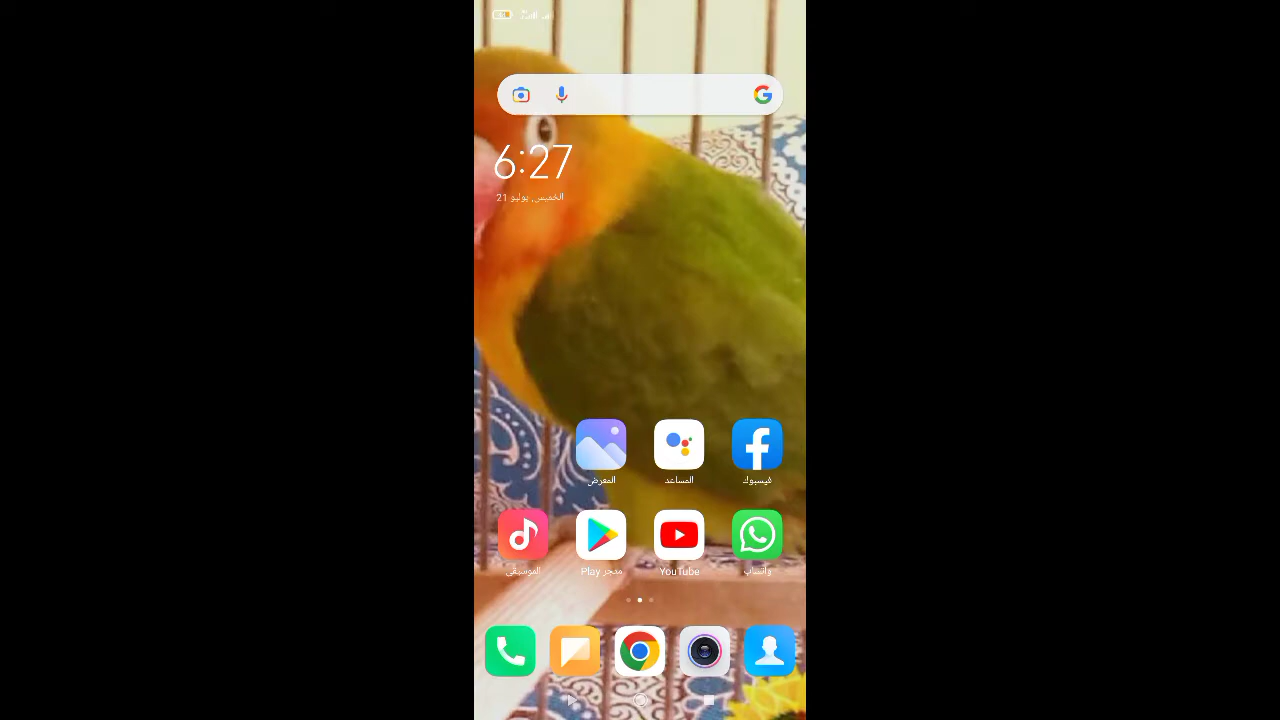 6:27
الخميس, يوليو 21
فيسبوك
المساعد
المعرض
واتساب
YouTube
متجر Play
الموسيقى